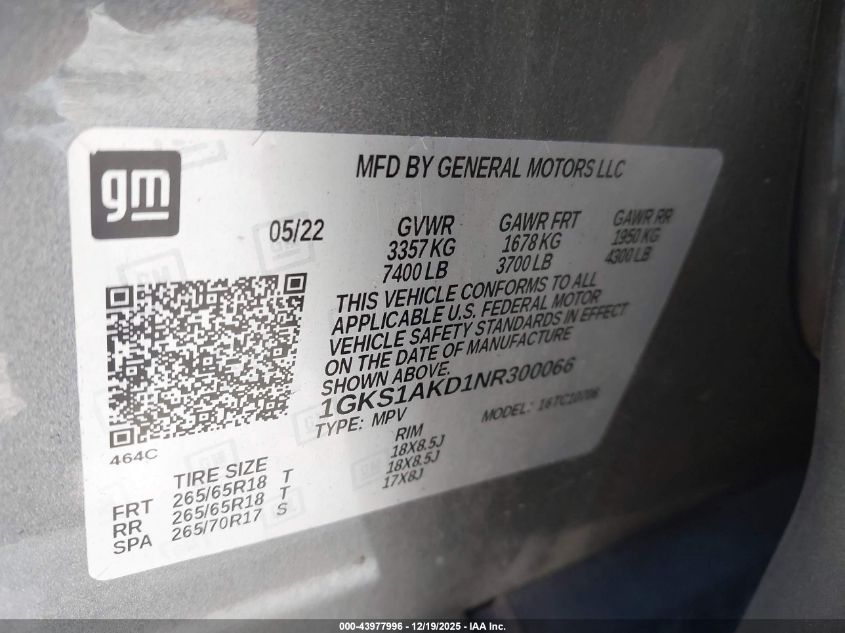 gm
MFD BY GENERAL MOTORS LLC
05/22 GVWR GAWR FRT GAWR RR
3357 KG 1678 KG 1950 KG
7400 LB 3700 LB 4300 LB
THIS VEHICLE CONFORMS TO ALL
APPLICABLE U.S. FEDERAL MOTOR
VEHICLE SAFETY STANDARDS IN EFFECT
ON THE DATE OF MANUFACTURE
SHOWN ABOVE.
1GKS1AKD1NR300066
TYPE: MPV MODEL: 16TC10706
464C
TIRE SIZE RIM
FRT 265/65R18 T 18X8.5J
RR 265/65R18 T 18X8.5J
SPA 265/70R17 S 17X8J
000-43977996 - 12/19/2025 - IAA Inc.